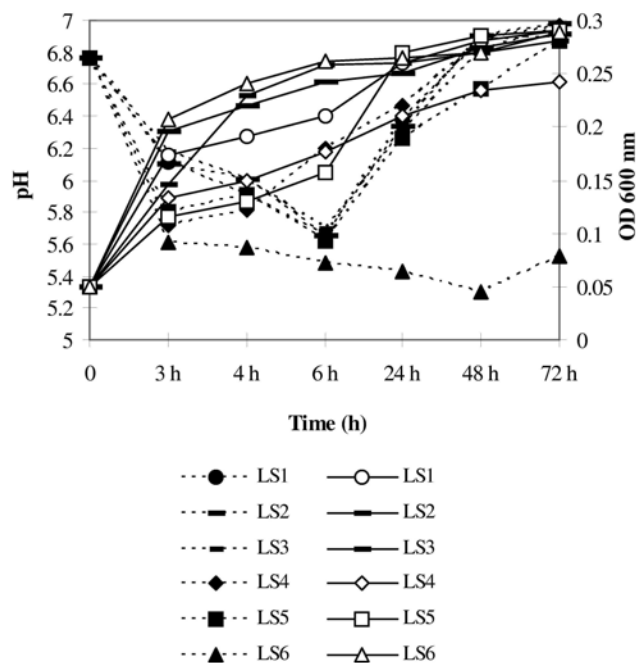 7
6.8
6.6
6.4
6.2
6
5.8
5.6
5.4
5.2
5
pH
0.3
0.25
0.2
0.15
0.1
0.05
0
OD 600 nm
0 3 h 4 h 6 h 24 h 48 h 72 h
Time (h)
LS1 LS1
LS2 LS2
LS3 LS3
LS4 LS4
LS5 LS5
LS6 LS6